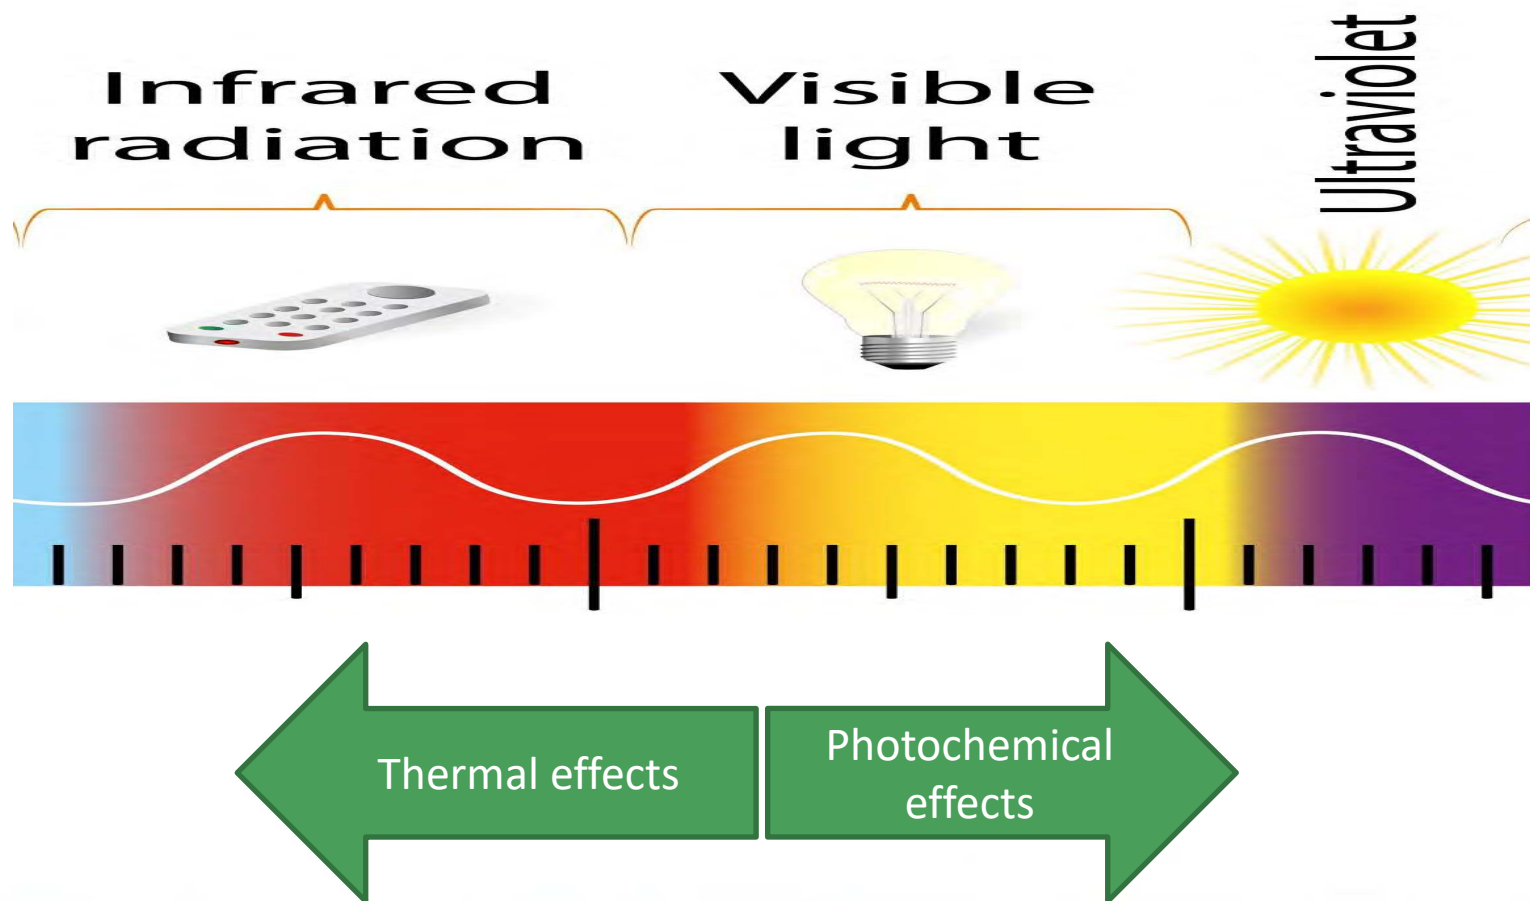 Infrared
radiation
Visible
light
Ultraviolet
Thermal effects
Photochemical
effects